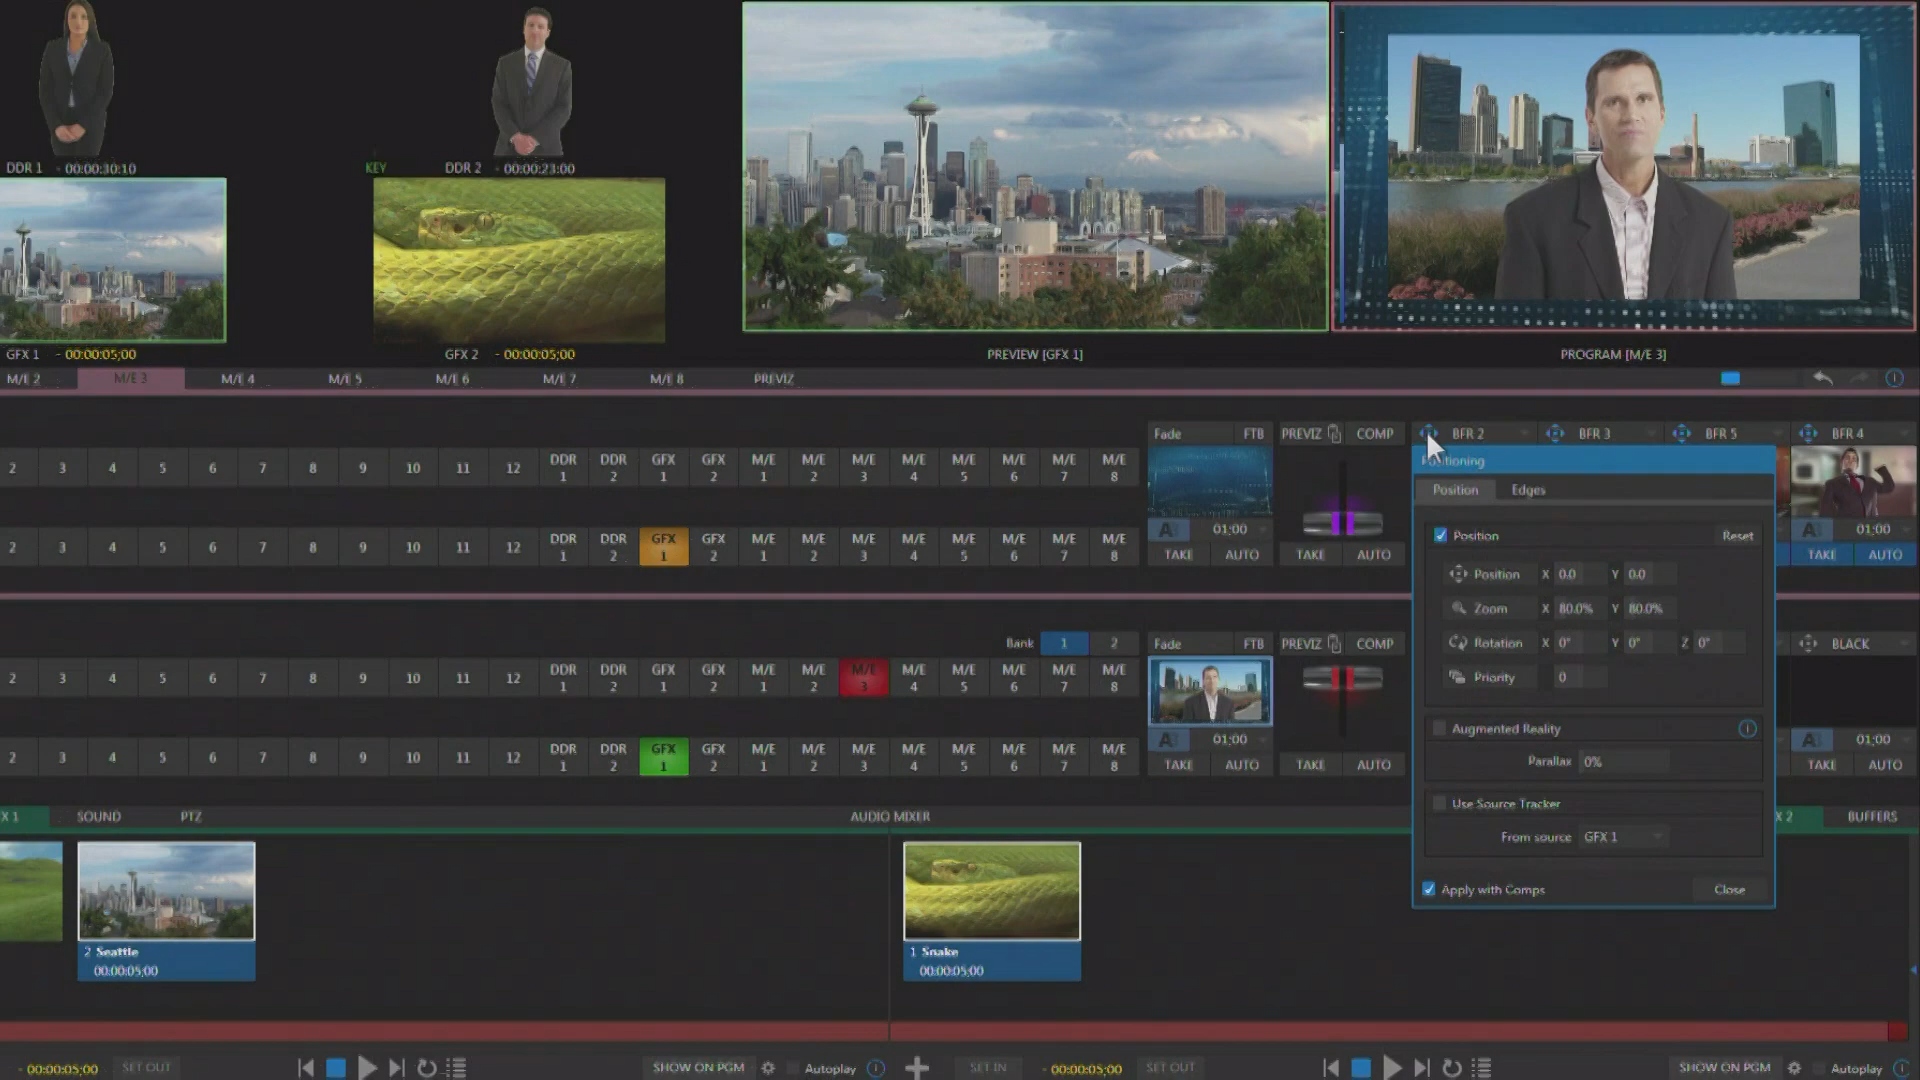 DDR 1 - 00:00:30:10
KEY DDR 2 - 00:00:23:00
GFX 1 - 00:00:05;00
GFX 2 - 00:00:05;00
PREVIEW [GFX 1]
PROGRAM [M/E 3]
M/E 2 M/E 3 M/E 4 M/E 5 M/E 6 M/E 7 M/E 8 PREVIZ
Fade FTB PREVIZ COMP BFR 2 BFR 3 BFR 5 BFR 4
2 3 4 5 6 7 8 9 10 11 12 DDR 1 DDR 2 GFX 1 GFX 2 M/E 1 M/E 2 M/E 3 M/E 4 M/E 5 M/E 6 M/E 7 M/E 8
Positioning
Position Edges
A 01:00 A 01:00
2 3 4 5 6 7 8 9 10 11 12 DDR 1 DDR 2 GFX 1 GFX 2 M/E 1 M/E 2 M/E 3 M/E 4 M/E 5 M/E 6 M/E 7 M/E 8
TAKE AUTO TAKE AUTO TAKE AUTO
Position Reset
Position X 0.0 Y 0.0
Zoom X 80.0% Y 80.0%
Rotation X 0° Y 0° Z 0°
Priority 0
Bank 1 2 Fade FTB PREVIZ COMP BLACK
2 3 4 5 6 7 8 9 10 11 12 DDR 1 DDR 2 GFX 1 GFX 2 M/E 1 M/E 2 M/E 3 M/E 4 M/E 5 M/E 6 M/E 7 M/E 8
Augmented Reality
Parallax 0%
A 01:00 A 01:00
2 3 4 5 6 7 8 9 10 11 12 DDR 1 DDR 2 GFX 1 GFX 2 M/E 1 M/E 2 M/E 3 M/E 4 M/E 5 M/E 6 M/E 7 M/E 8
TAKE AUTO TAKE AUTO TAKE AUTO
Use Source Tracker
From source GFX 1
Apply with Comps Close
X 1 SOUND PTZ AUDIO MIXER X 2 BUFFERS
2 Seattle
00:00:05;00
1 Snake
00:00:05;00
- 00:00:05;00 SET OUT SHOW ON PGM Autoplay SET IN - 00:00:05;00 SET OUT SHOW ON PGM Autoplay